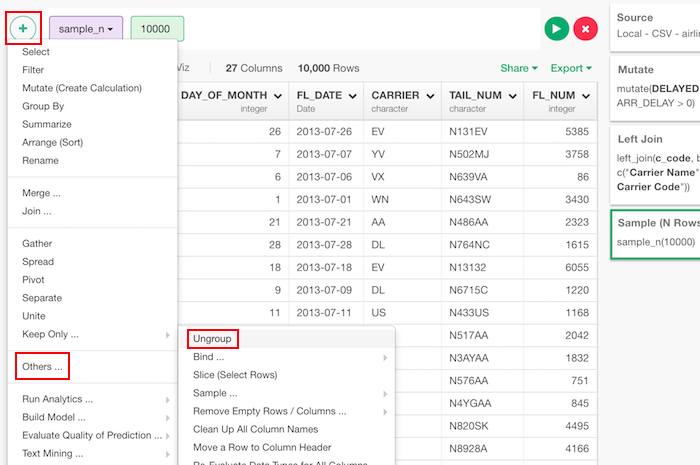 + sample_n 10000
Select
Filter
Mutate (Create Calculation)
Group By
Summarize
Arrange (Sort)
Rename
Merge ...
Join ...
Gather
Spread
Pivot
Separate
Unite
Keep Only ...
Others ...
Run Analytics ...
Build Model ...
Evaluate Quality of Prediction ...
Text Mining ...
Ungroup
Bind ...
Slice (Select Rows)
Sample ...
Remove Empty Rows / Columns ...
Clean Up All Column Names
Move a Row to Column Header
Re-Evaluate Data Types for All Columns
Viz 27 Columns 10,000 Rows Share Export
DAY_OF_MONTH FL_DATE CARRIER TAIL_NUM FL_NUM
integer Date character character integer
26 2013-07-26 EV N131EV 5385
7 2013-07-07 YV N502MJ 3758
6 2013-07-06 VX N639VA 86
1 2013-07-01 WN N643SW 3430
21 2013-07-21 AA N486AA 2323
28 2013-07-28 DL N764NC 1615
18 2013-07-18 EV N13132 6055
9 2013-07-09 DL N6715C 1220
11 2013-07-11 US N433US 1168
N517AA 2042
N3AYAA 1832
N576AA 751
N4YGAA 845
N820SK 4495
N8928A 4166
Source
Local - CSV - airlin
Mutate
mutate(DELAYED
ARR_DELAY > 0)
Left Join
left_join(c_code, b
c("Carrier Name"
Carrier Code"))
Sample (N Rows
sample_n(10000)